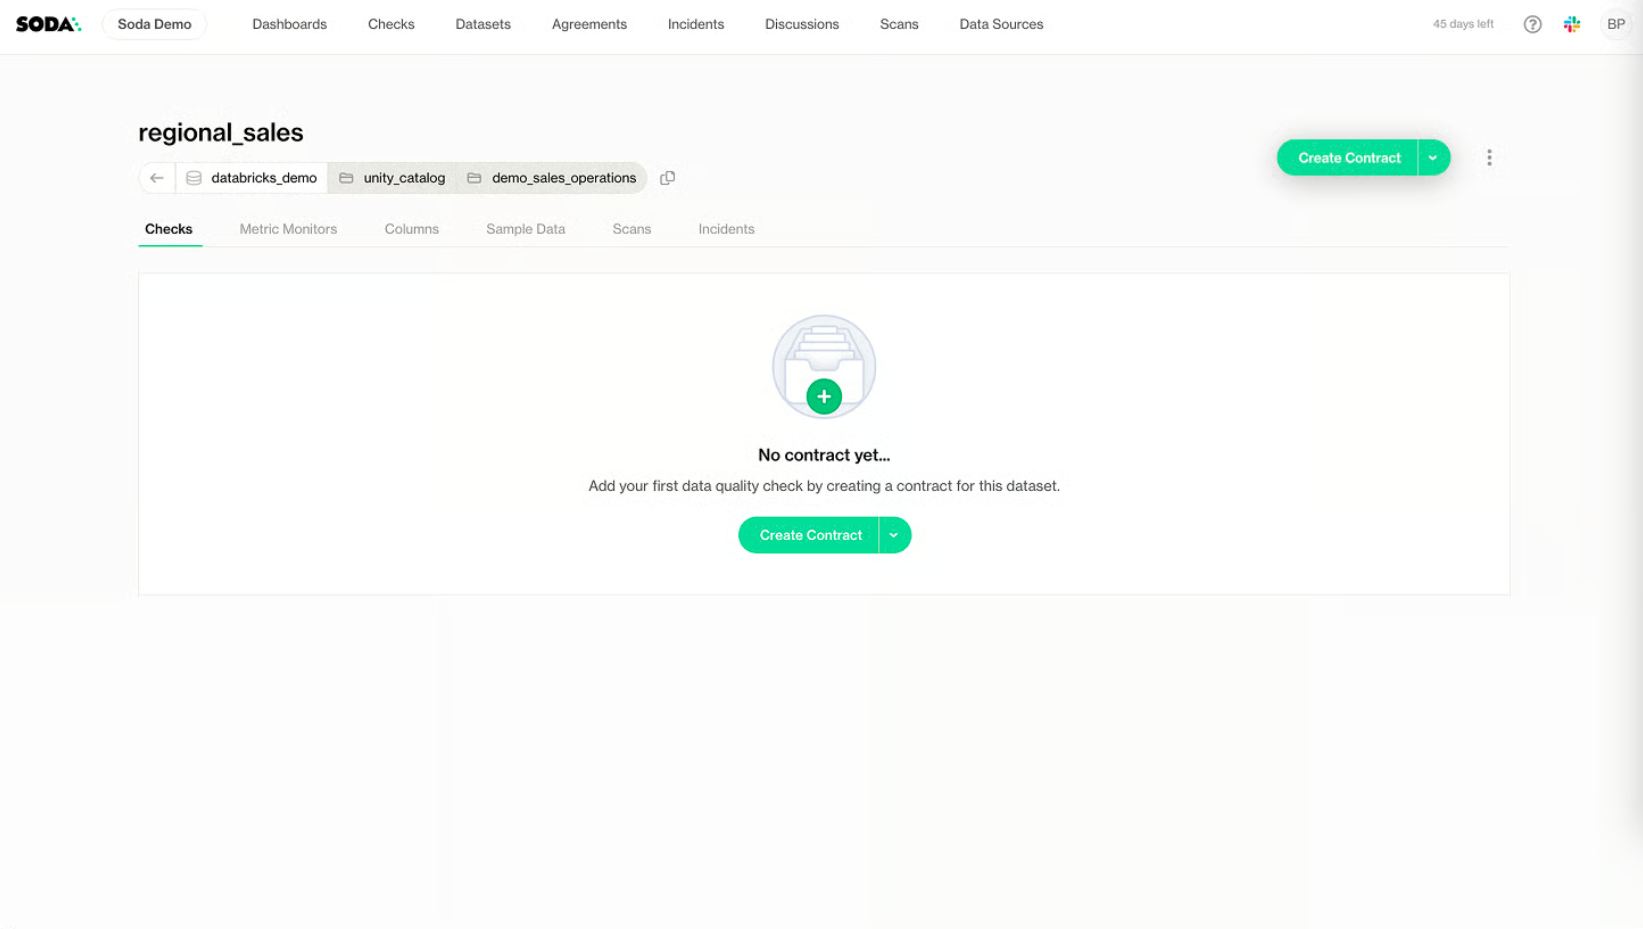 SODA Soda Demo Dashboards Checks Datasets Agreements Incidents Discussions Scans Data Sources 45 days left ? BP
regional_sales
Create Contract
databricks_demo unity_catalog demo_sales_operations
Checks Metric Monitors Columns Sample Data Scans Incidents
No contract yet...
Add your first data quality check by creating a contract for this dataset.
Create Contract